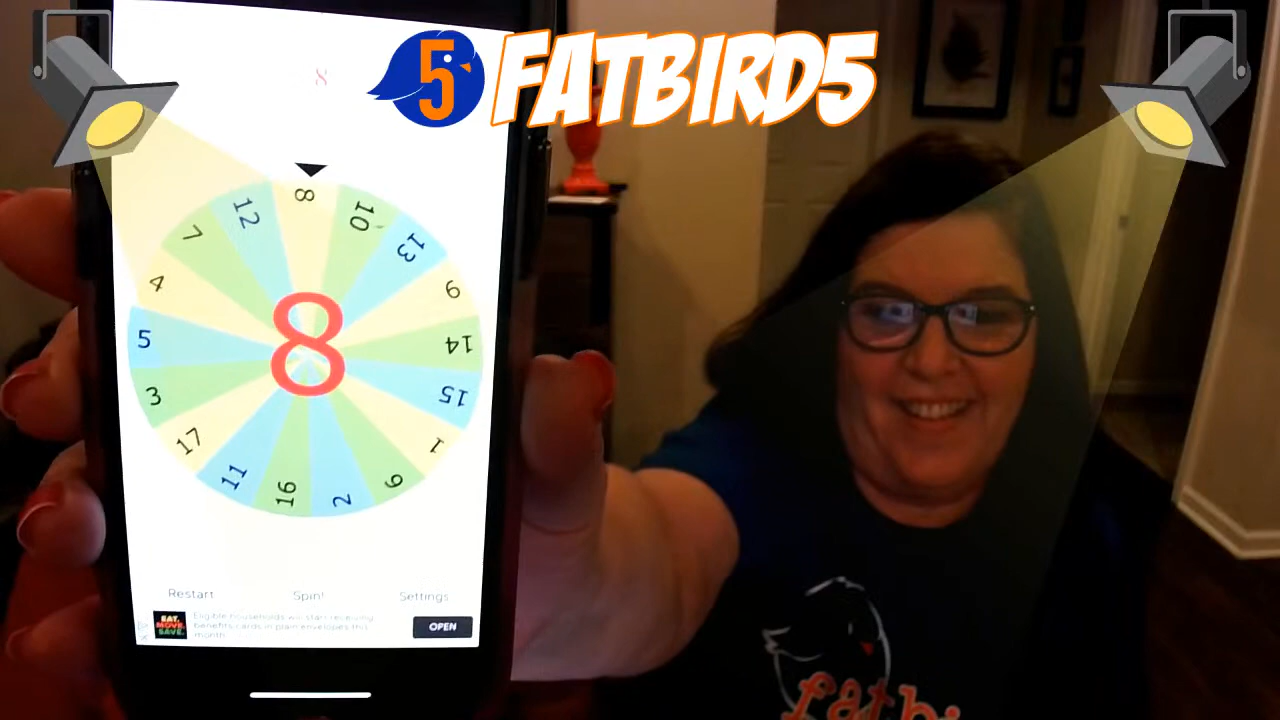 5 FATBIRD5
8
8
10
13
9
14
15
1
6
2
16
11
17
3
5
4
7
12
8
Restart Spin! Settings
EAT.
MOVE.
SAVE.
Eligible households will start receiving
benefits cards in plain envelopes this
month
OPEN
fatbi